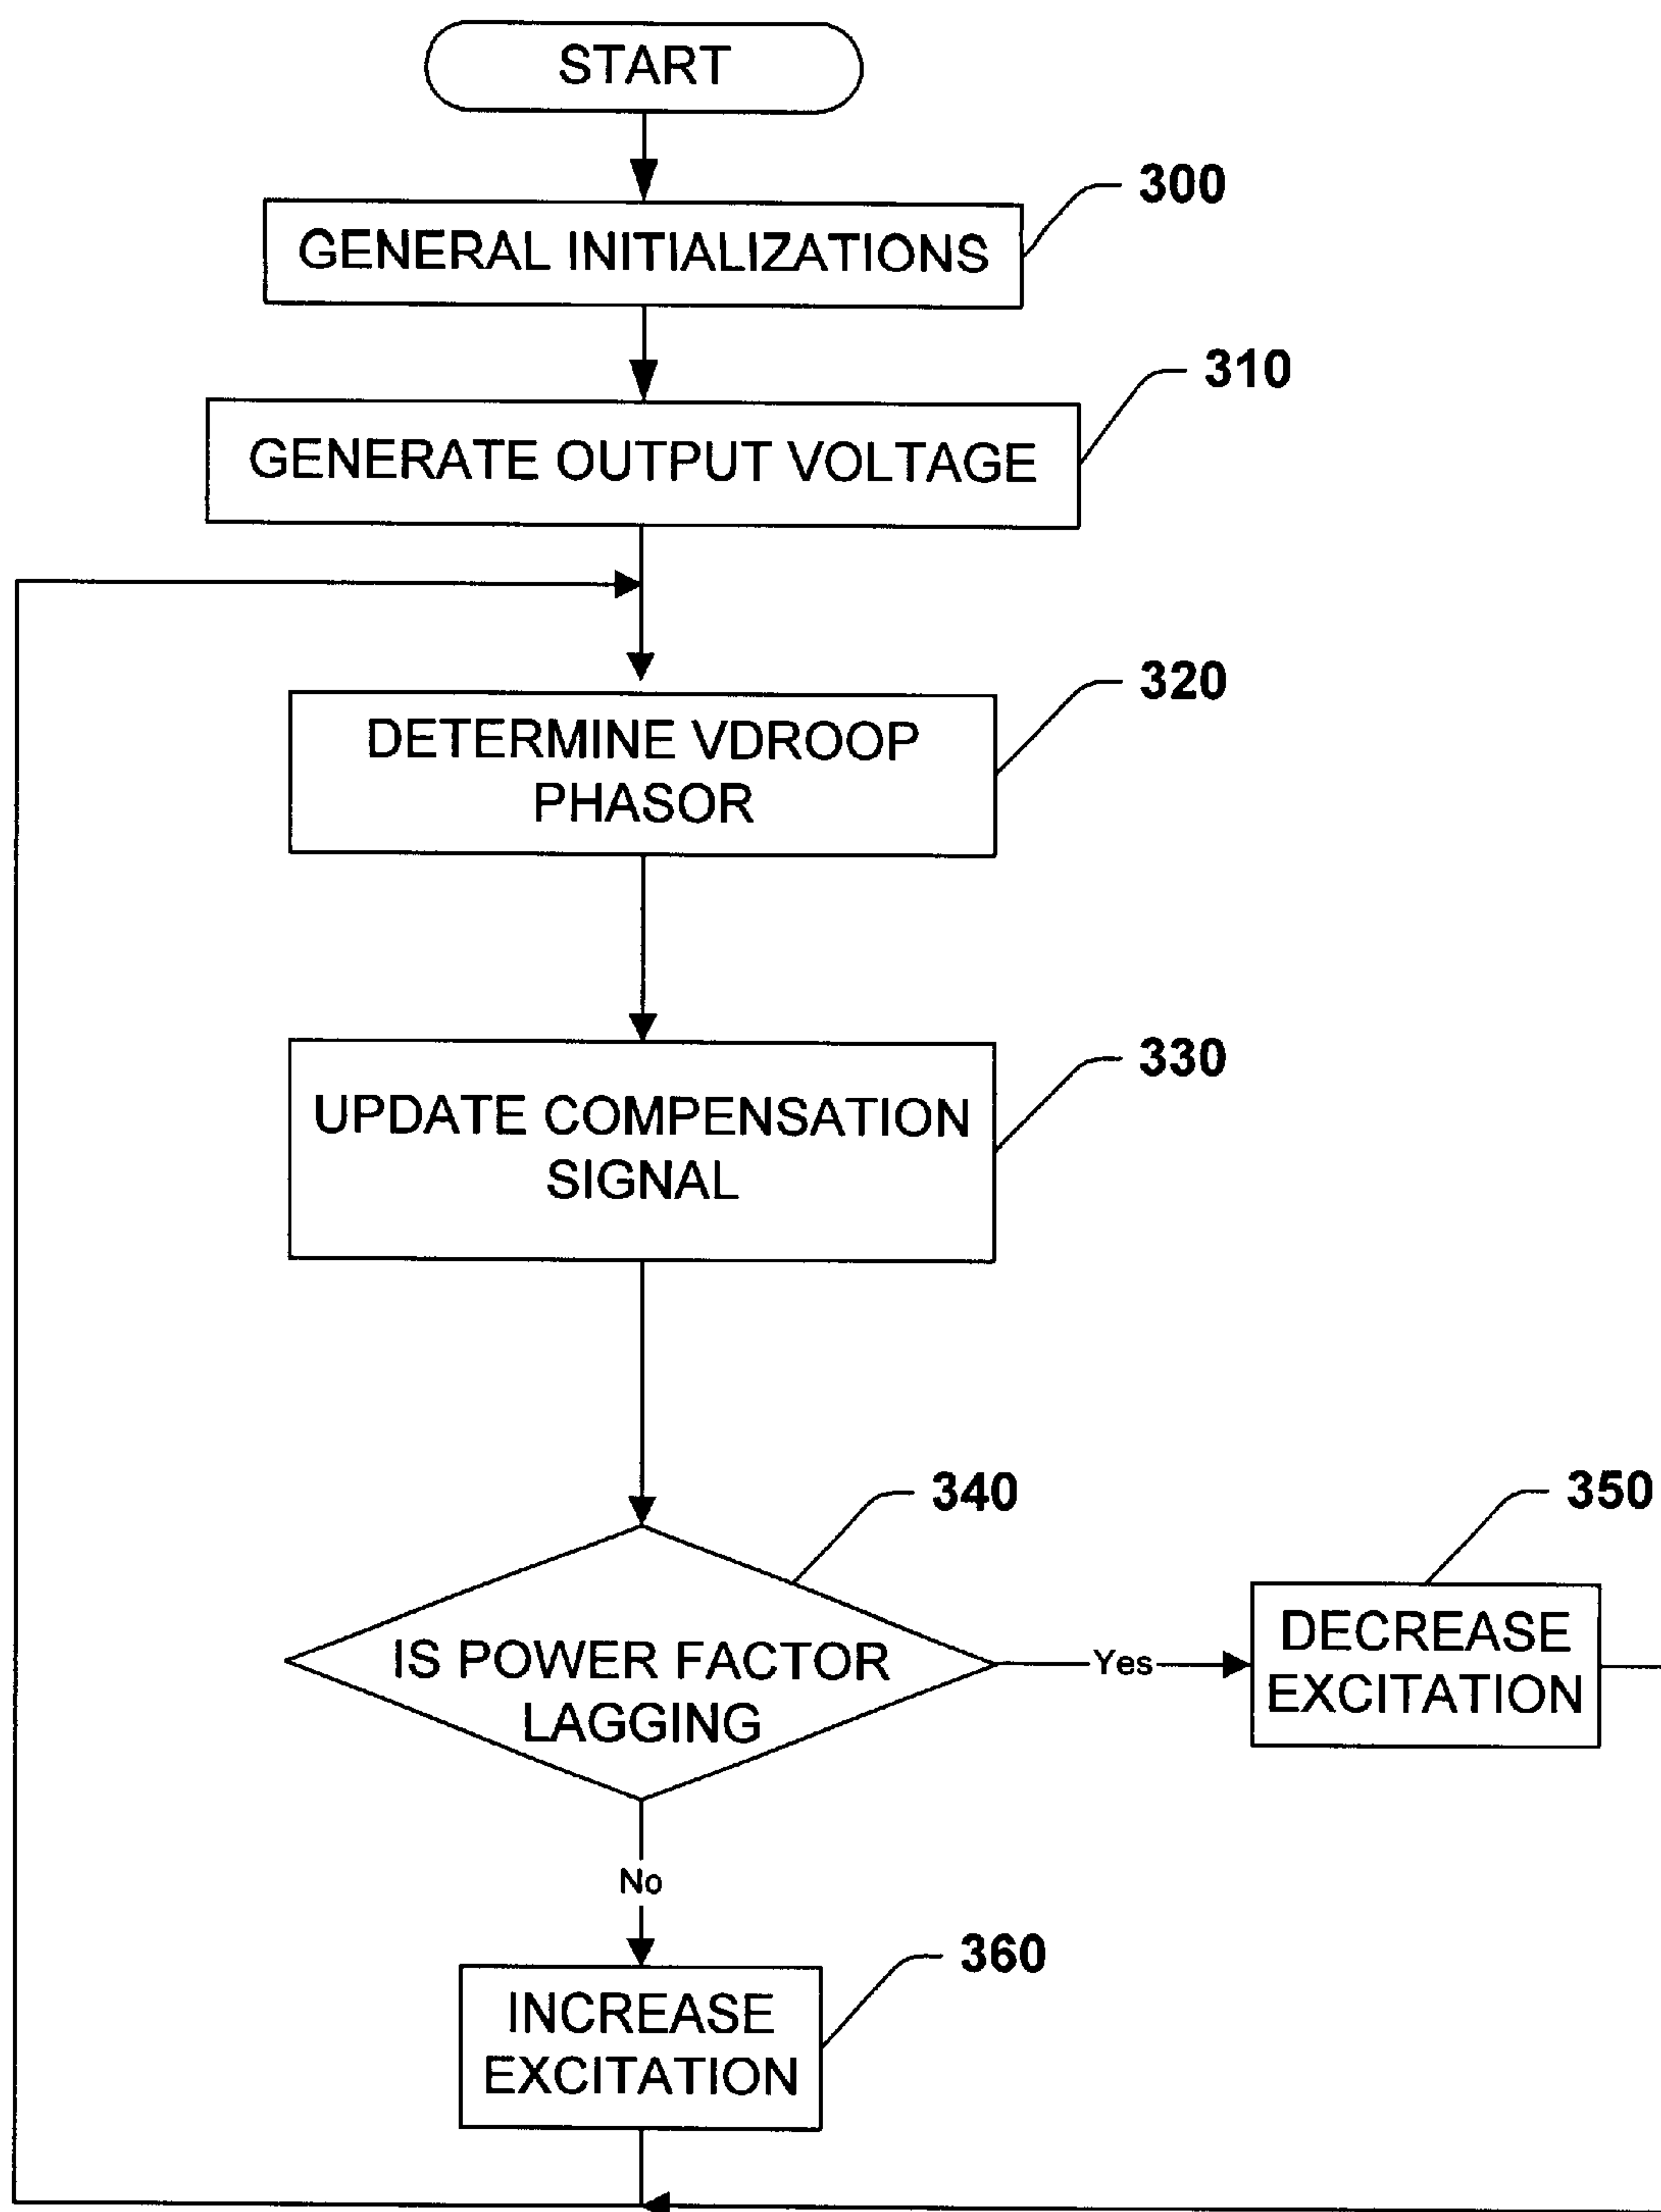 START
300
GENERAL INITIALIZATIONS
310
GENERATE OUTPUT VOLTAGE
320
DETERMINE VDROOP
PHASOR
330
UPDATE COMPENSATION
SIGNAL
340
IS POWER FACTOR
LAGGING
Yes
350
DECREASE
EXCITATION
No
360
INCREASE
EXCITATION